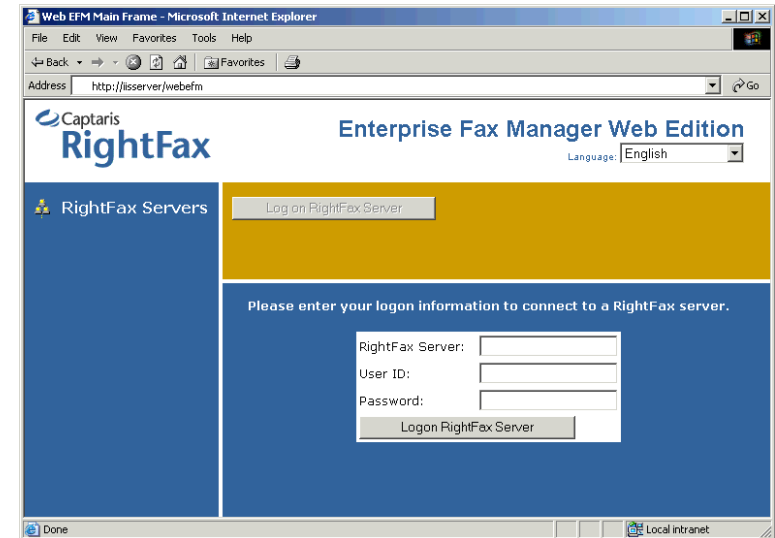 Web EFM Main Frame - Microsoft Internet Explorer
File Edit View Favorites Tools Help
Back Favorites
Address http://iisserver/webefm Go
Captaris
RightFax
Enterprise Fax Manager Web Edition
Language: English
RightFax Servers
Log on RightFax Server
Please enter your logon information to connect to a RightFax server.
RightFax Server:
User ID:
Password:
Logon RightFax Server
Done Local intranet